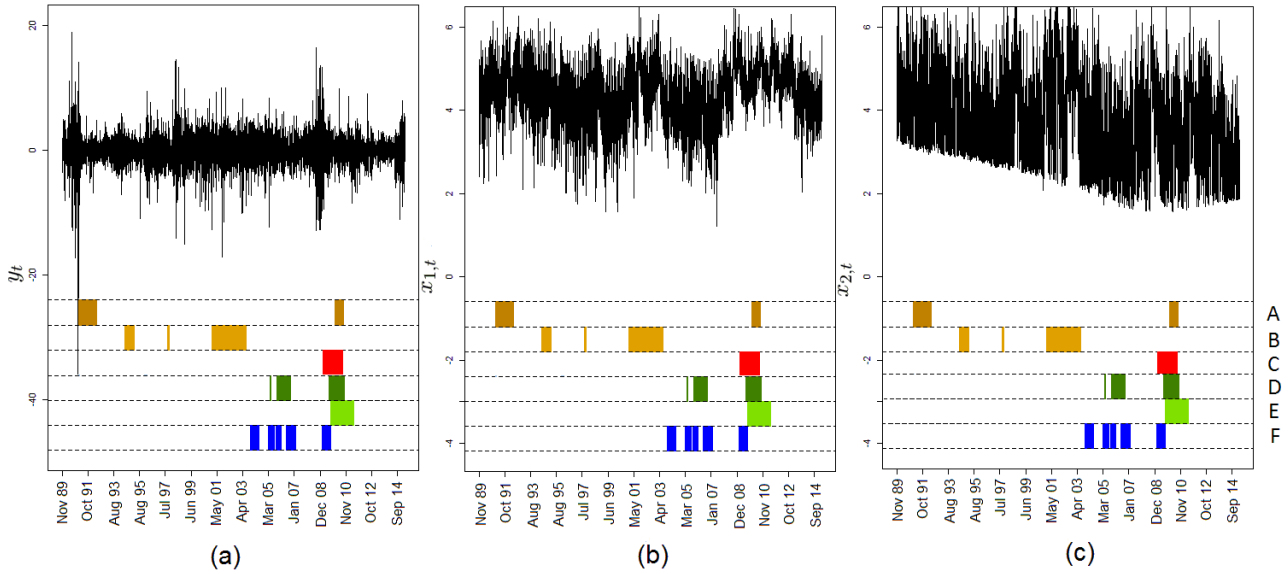 20
0
-20
-40
y_t
Nov 89
Oct 91
Aug 93
Aug 95
Jul 97
Jun 99
May 01
Apr 03
Mar 05
Jan 07
Dec 08
Nov 10
Oct 12
Sep 14
(a)
6
4
2
0
-2
-4
x_{1,t}
Nov 89
Oct 91
Aug 93
Aug 95
Jul 97
Jun 99
May 01
Apr 03
Mar 05
Jan 07
Dec 08
Nov 10
Oct 12
Sep 14
(b)
6
4
2
0
-2
-4
x_{2,t}
Nov 89
Oct 91
Aug 93
Aug 95
Jul 97
Jun 99
May 01
Apr 03
Mar 05
Jan 07
Dec 08
Nov 10
Oct 12
Sep 14
(c)
A
B
C
D
E
F